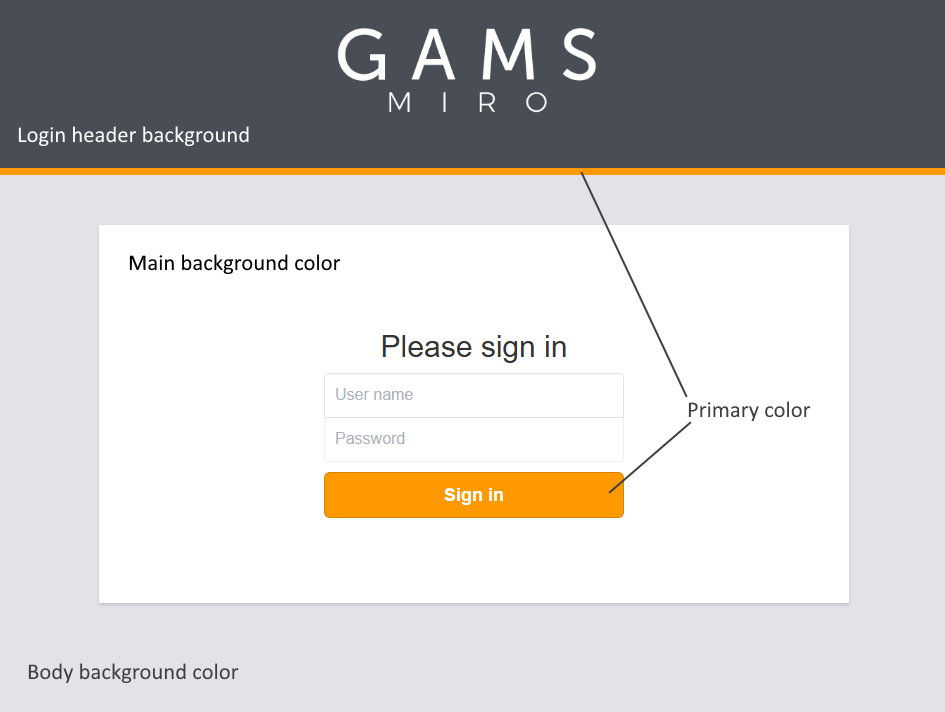 GAMS
MIRO
Login header background
Main background color
Please sign in
User name
Primary color
Password
Sign in
Body background color